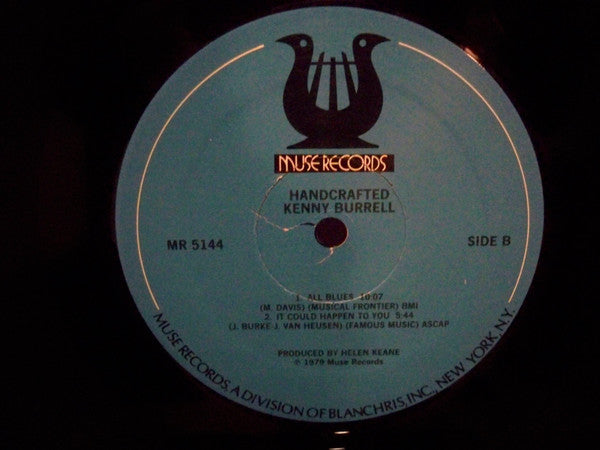 MUSE RECORDS
HANDCRAFTED
KENNY BURRELL
MR 5144
SIDE B
1. ALL BLUES 10:07
(M. DAVIS) (MUSICAL FRONTIER) BMI
2. IT COULD HAPPEN TO YOU 5:44
(J. BURKE J. VAN HEUSEN) (FAMOUS MUSIC) ASCAP
PRODUCED BY HELEN KEANE
℗ 1979 Muse Records
MUSE RECORDS, A DIVISION OF BLANCHRIS, INC., NEW YORK, N.Y.